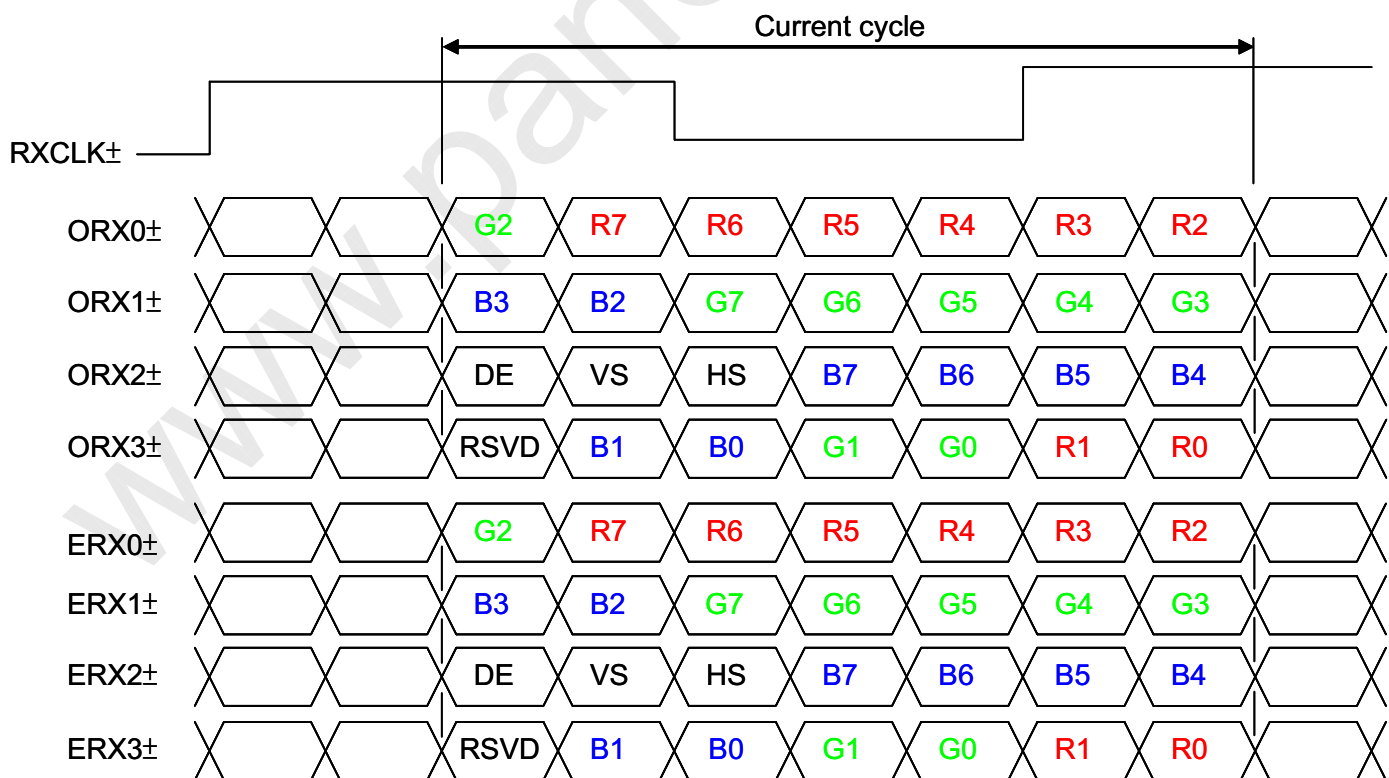 Current cycle
RXCLK±
ORX0± G2 R7 R6 R5 R4 R3 R2
ORX1± B3 B2 G7 G6 G5 G4 G3
ORX2± DE VS HS B7 B6 B5 B4
ORX3± RSVD B1 B0 G1 G0 R1 R0
ERX0± G2 R7 R6 R5 R4 R3 R2
ERX1± B3 B2 G7 G6 G5 G4 G3
ERX2± DE VS HS B7 B6 B5 B4
ERX3± RSVD B1 B0 G1 G0 R1 R0
www.pan